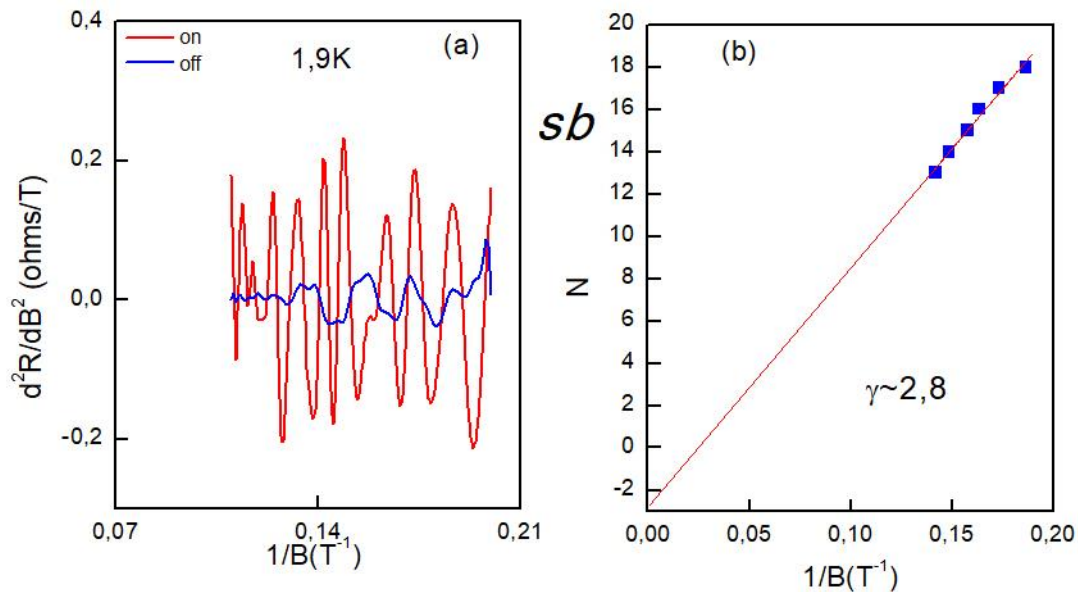 0,4
0,2
0,0
-0,2
d²R/dB² (ohms/T)
on
off
1,9K
(a)
0,07
0,14
0,21
1/B(T⁻¹)
sb
20
18
16
14
12
10
8
6
4
2
0
-2
N
(b)
γ~2,8
0,00
0,05
0,10
0,15
0,20
1/B(T⁻¹)